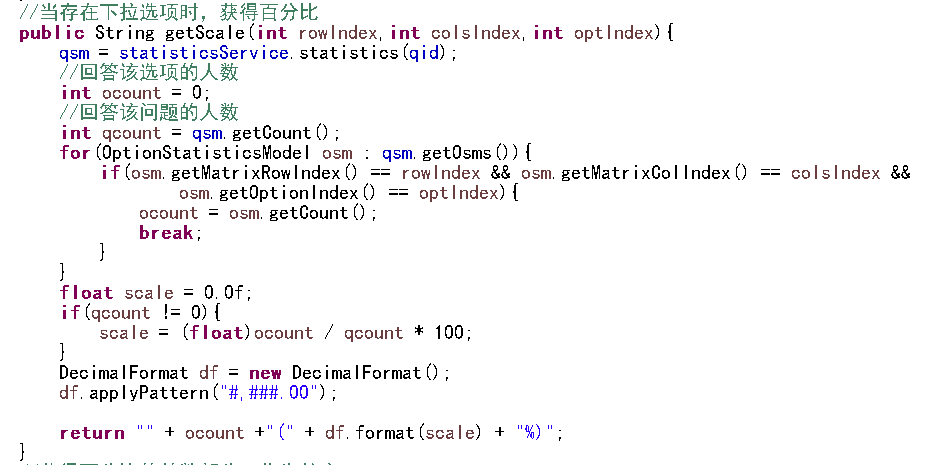 //当存在下拉选项时，获得百分比
public String getScale(int rowIndex,int colsIndex,int optIndex){
qsm = statisticsService.statistics(qid);
//回答该选项的人数
int ocount = 0;
//回答该问题的人数
int qcount = qsm.getCount();
for(OptionStatisticsModel osm : qsm.getOsms()){
if(osm.getMatrixRowIndex() == rowIndex && osm.getMatrixColIndex() == colsIndex &&
osm.getOptionIndex() == optIndex){
ocount = osm.getCount();
break;
}
}
float scale = 0.0f;
if(qcount != 0){
scale = (float)ocount / qcount * 100;
}
DecimalFormat df = new DecimalFormat();
df.applyPattern("#,###.00");
return "" + ocount +"(" + df.format(scale) + "%)";
}